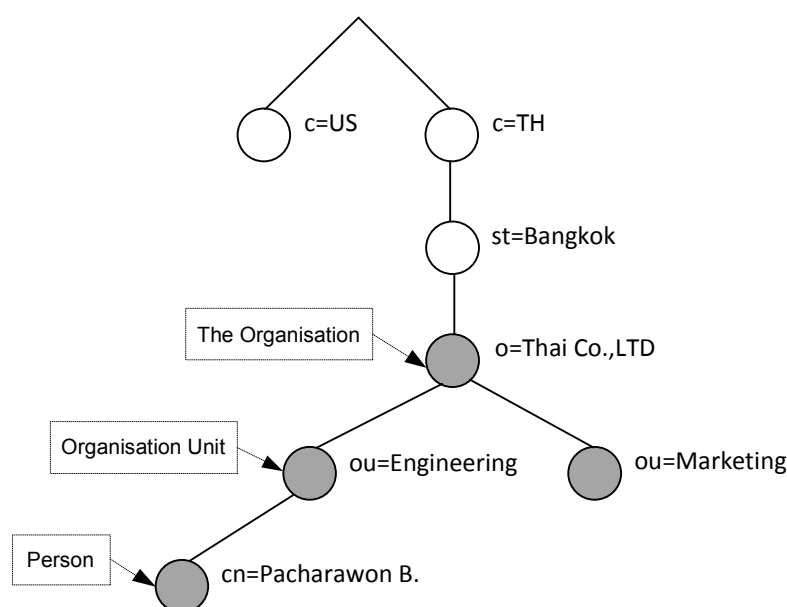 c=US
c=TH
st=Bangkok
The Organisation
o=Thai Co.,LTD
Organisation Unit
ou=Engineering
ou=Marketing
Person
cn=Pacharawon B.